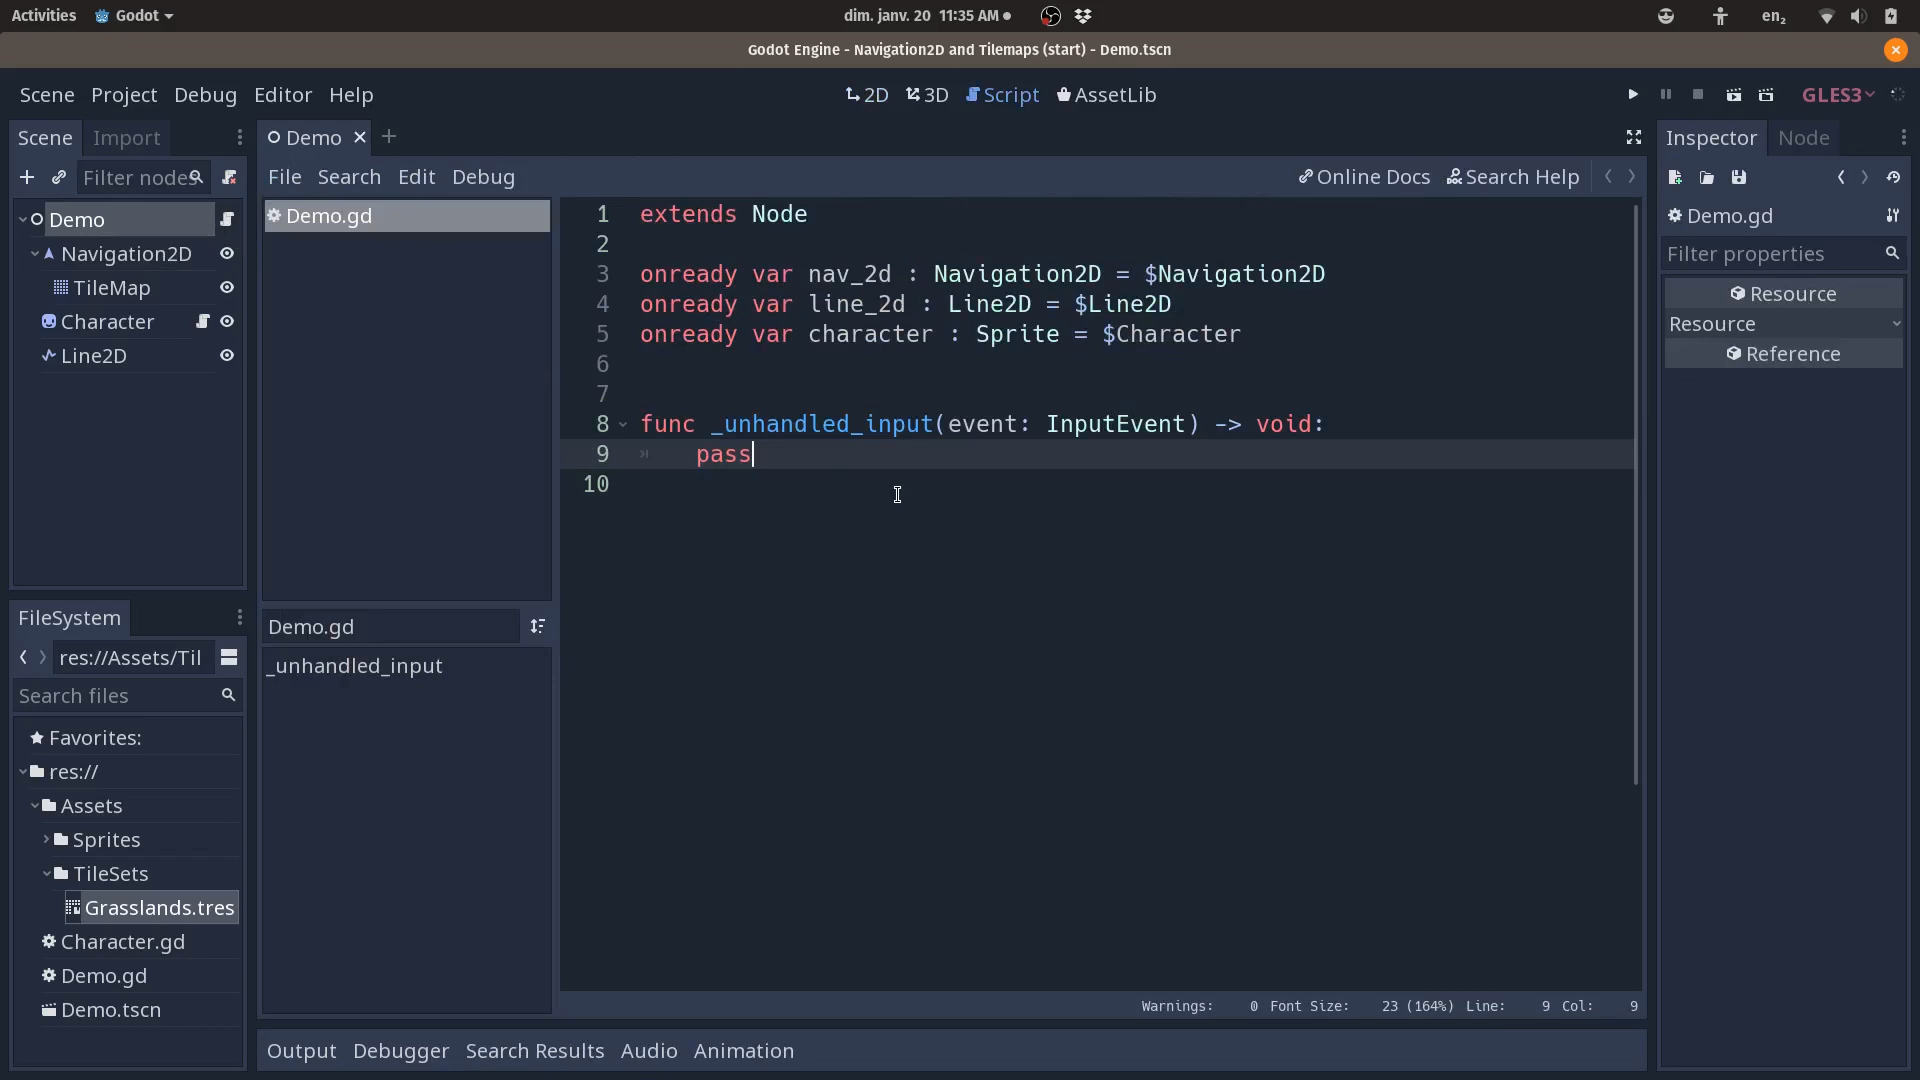 Activities Godot dim. janv. 20 11:35 AM en₂
Godot Engine - Navigation2D and Tilemaps (start) - Demo.tscn
Scene Project Debug Editor Help 2D 3D Script AssetLib GLES3
Scene Import
Filter nodes
Demo
Navigation2D
TileMap
Character
Line2D
FileSystem
res://Assets/Til
Search files
Favorites:
res://
Assets
Sprites
TileSets
Grasslands.tres
Character.gd
Demo.gd
Demo.tscn
Demo
File Search Edit Debug Online Docs Search Help
Demo.gd
Demo.gd
_unhandled_input
1 extends Node
2
3 onready var nav_2d : Navigation2D = $Navigation2D
4 onready var line_2d : Line2D = $Line2D
5 onready var character : Sprite = $Character
6
7
8 func _unhandled_input(event: InputEvent) -> void:
9 pass
10
Warnings: 0 Font Size: 23 (164%) Line: 9 Col: 9
Output Debugger Search Results Audio Animation
Inspector Node
Demo.gd
Filter properties
Resource
Resource
Reference